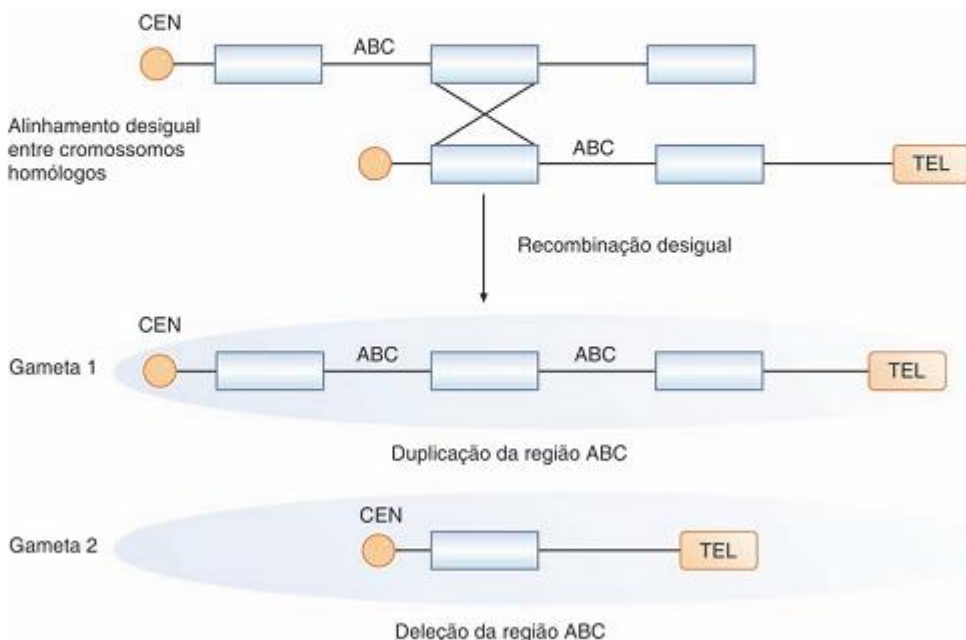 CEN
ABC
Alinhamento desigual
entre cromossomos
homólogos
ABC
TEL
Recombinação desigual
CEN
Gameta 1
ABC
ABC
TEL
Duplicação da região ABC
CEN
Gameta 2
TEL
Deleção da região ABC